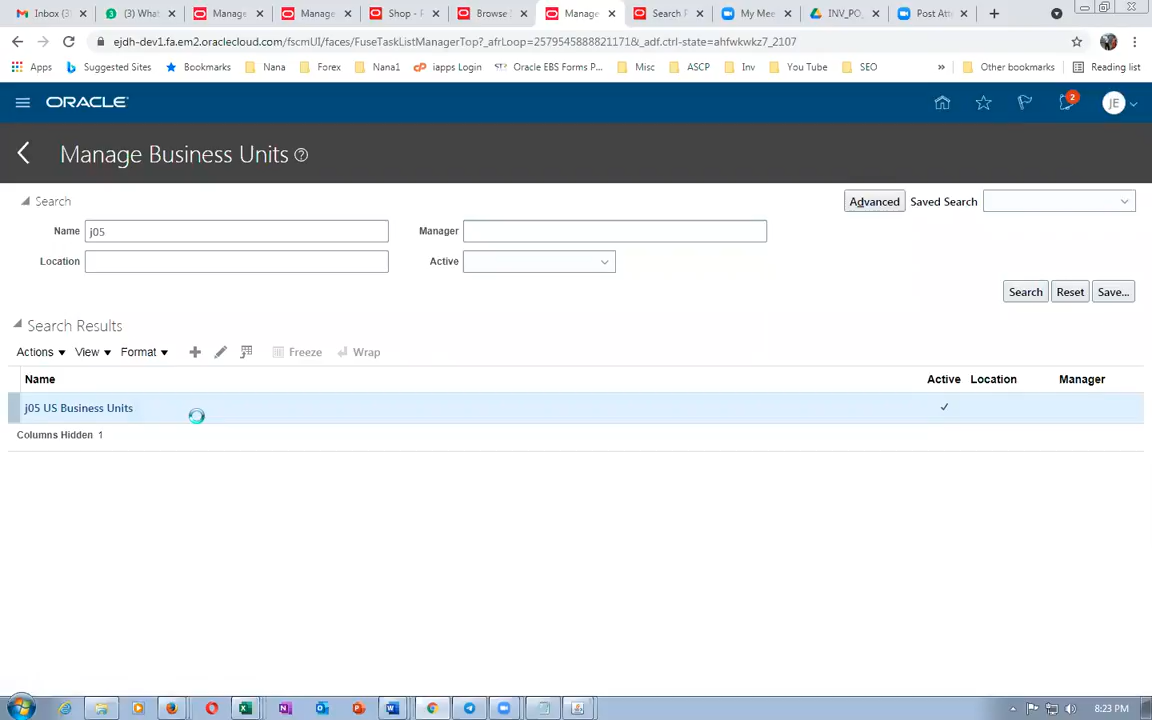 Inbox (3)
(3) What
Manage
Manage
Shop - P
Browse
Manage
Search P
My Mee
INV_PO_
Post Att
ejdh-dev1.fa.em2.oraclecloud.com/fscmUI/faces/FuseTaskListManagerTop?_afrLoop=2579545888821171&_adf.ctrl-state=ahfwkwkz7_2107
Apps
Suggested Sites
Bookmarks
Nana
Forex
Nana1
iapps Login
Oracle EBS Forms P...
Misc
ASCP
Inv
You Tube
SEO
»
Other bookmarks
Reading list
ORACLE
2
JE
Manage Business Units
Search
Advanced
Saved Search
Name j05
Manager
Location
Active
Search
Reset
Save...
Search Results
Actions
View
Format
Freeze
Wrap
Name
Active
Location
Manager
j05 US Business Units
Columns Hidden 1
8:23 PM